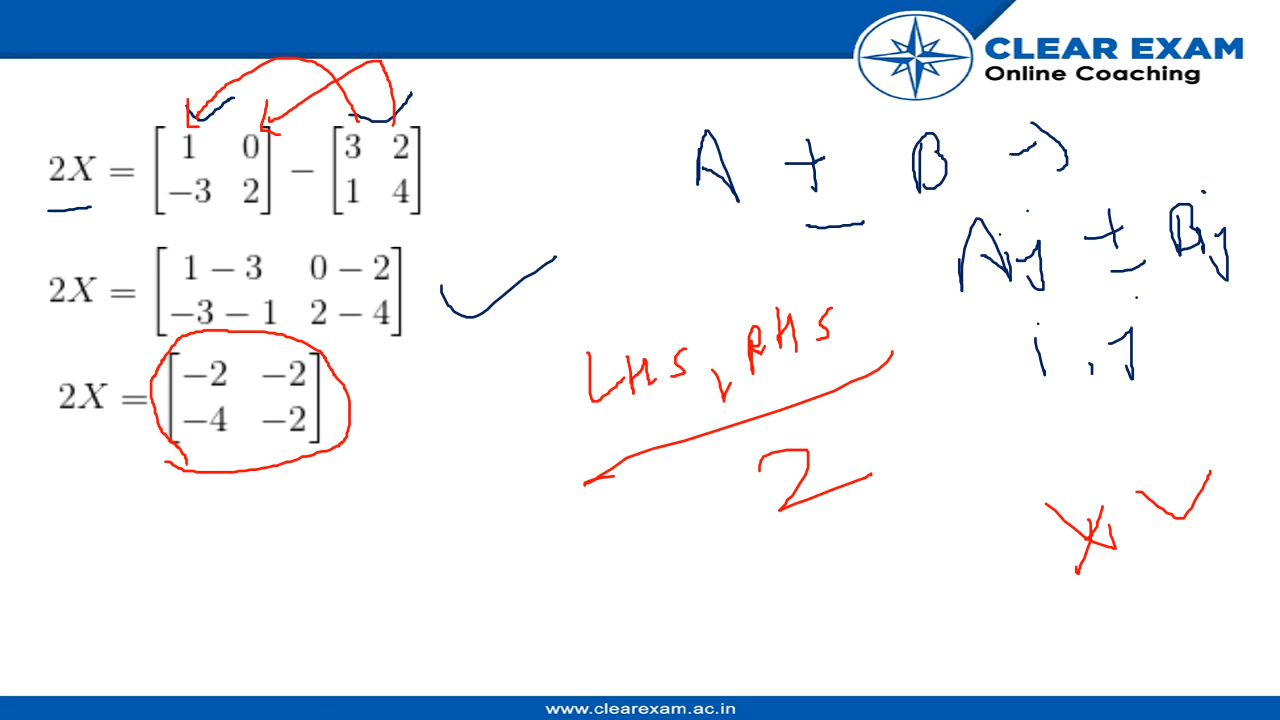 CLEAR EXAM
Online Coaching
2X = [1 0
−3 2] − [3 2
1 4]
A ± B →
Aij ± Bij
i, j
2X = [1 − 3 0 − 2
−3 − 1 2 − 4]
2X = [−2 −2
−4 −2]
LHS, RHS
2
X
www.clearexam.ac.in